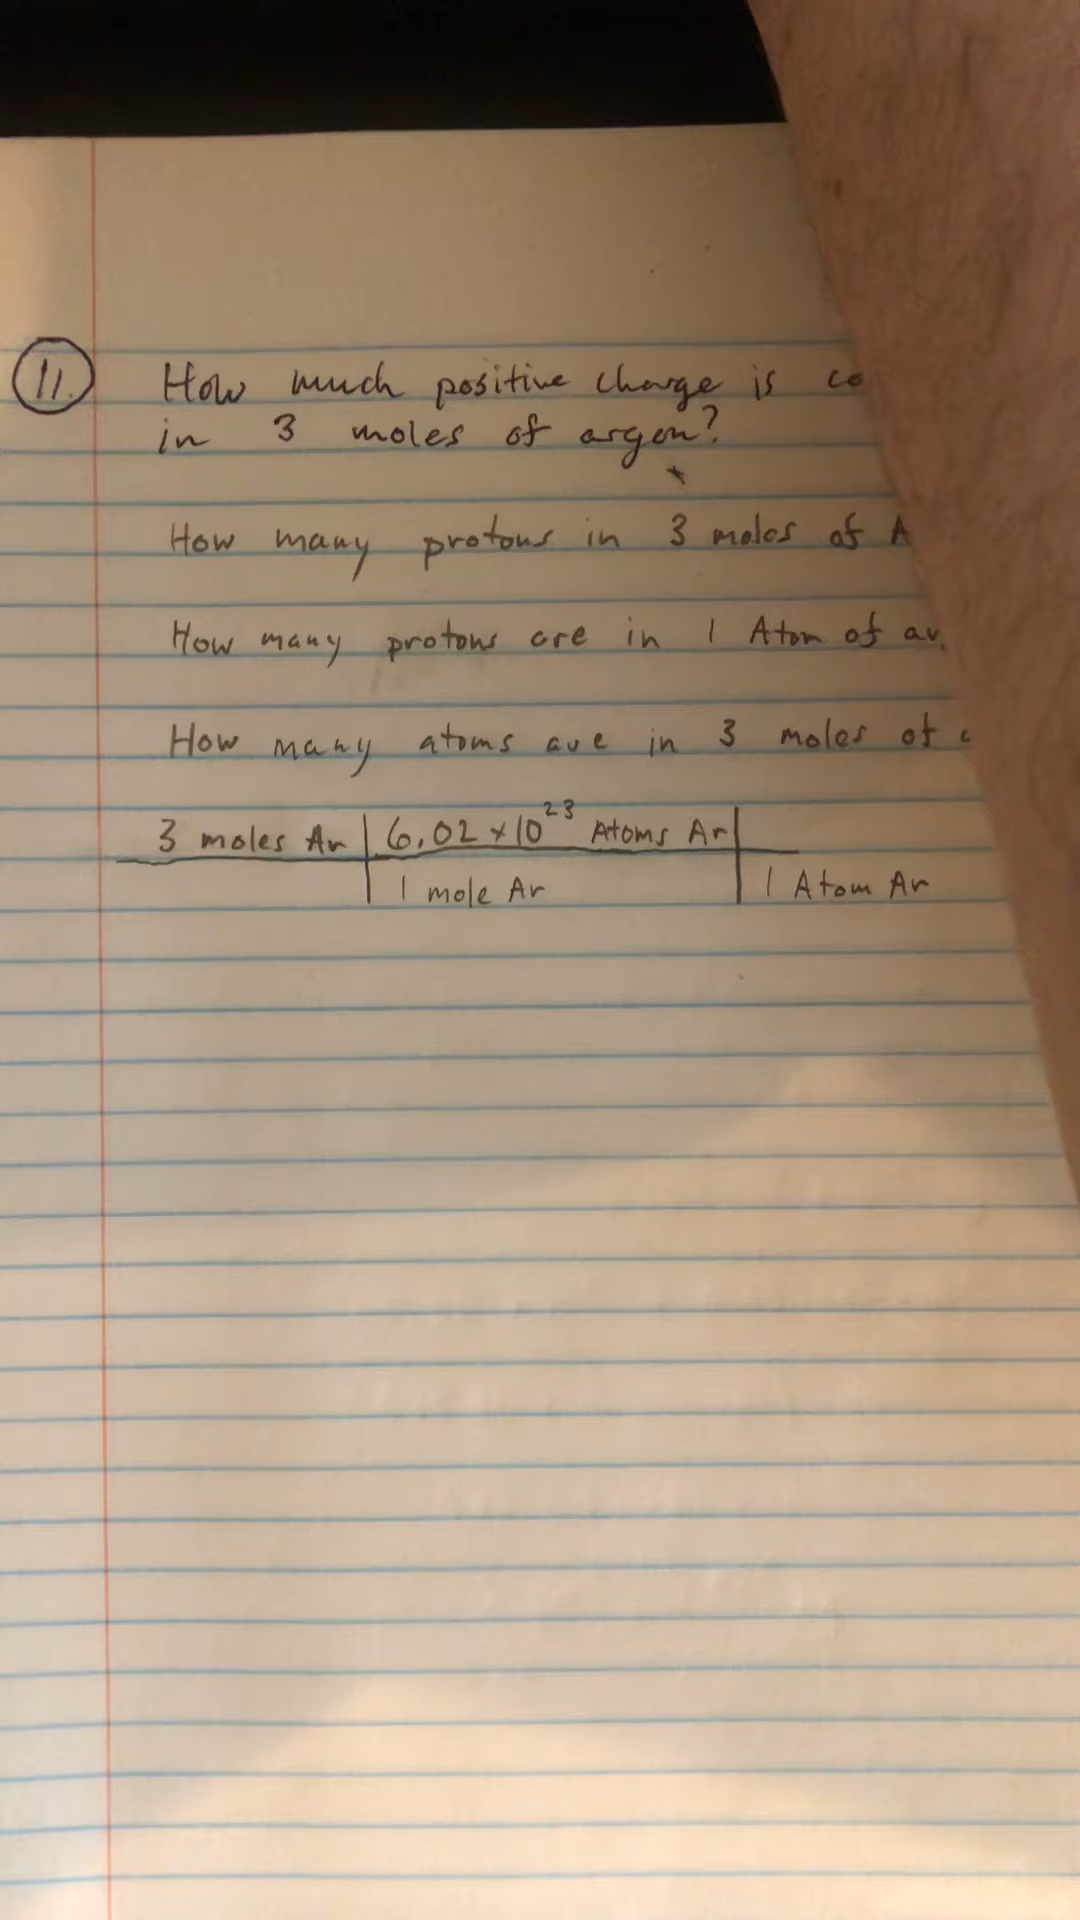 11.
How much positive charge is co
in 3 moles of argon?
How many protons in 3 moles of A
How many protons are in 1 Atom of
How many atoms are in 3 moles of
3 moles Ar | 6.02 x 10²³ Atoms Ar |
1 mole Ar | 1 Atom Ar